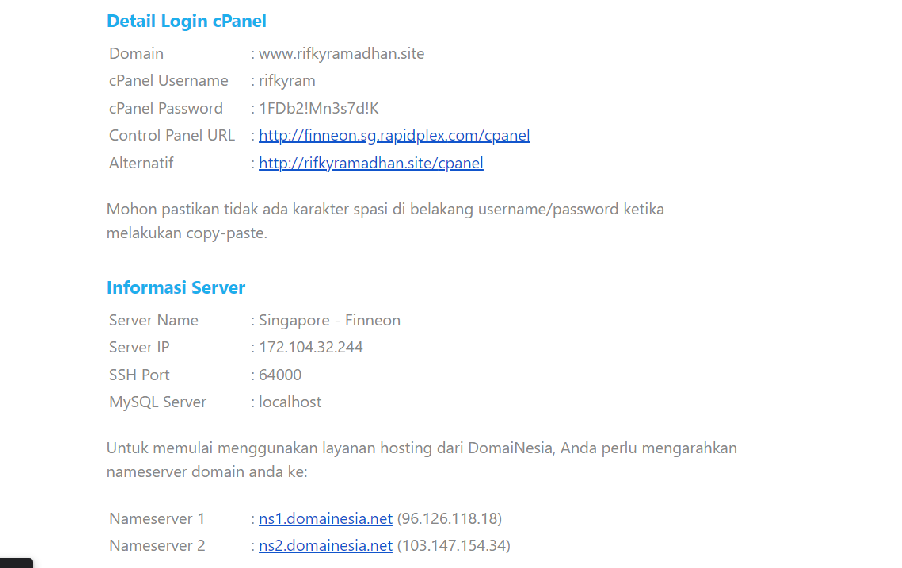 Detail Login cPanel
Domain : www.rifkyramadhan.site
cPanel Username : rifkyram
cPanel Password : 1FDb2!Mn3s7d!K
Control Panel URL : http://finneon.sg.rapidplex.com/cpanel
Alternatif : http://rifkyramadhan.site/cpanel
Mohon pastikan tidak ada karakter spasi di belakang username/password ketika
melakukan copy-paste.
Informasi Server
Server Name : Singapore - Finneon
Server IP : 172.104.32.244
SSH Port : 64000
MySQL Server : localhost
Untuk memulai menggunakan layanan hosting dari DomaiNesia, Anda perlu mengarahkan
nameserver domain anda ke:
Nameserver 1 : ns1.domainesia.net (96.126.118.18)
Nameserver 2 : ns2.domainesia.net (103.147.154.34)